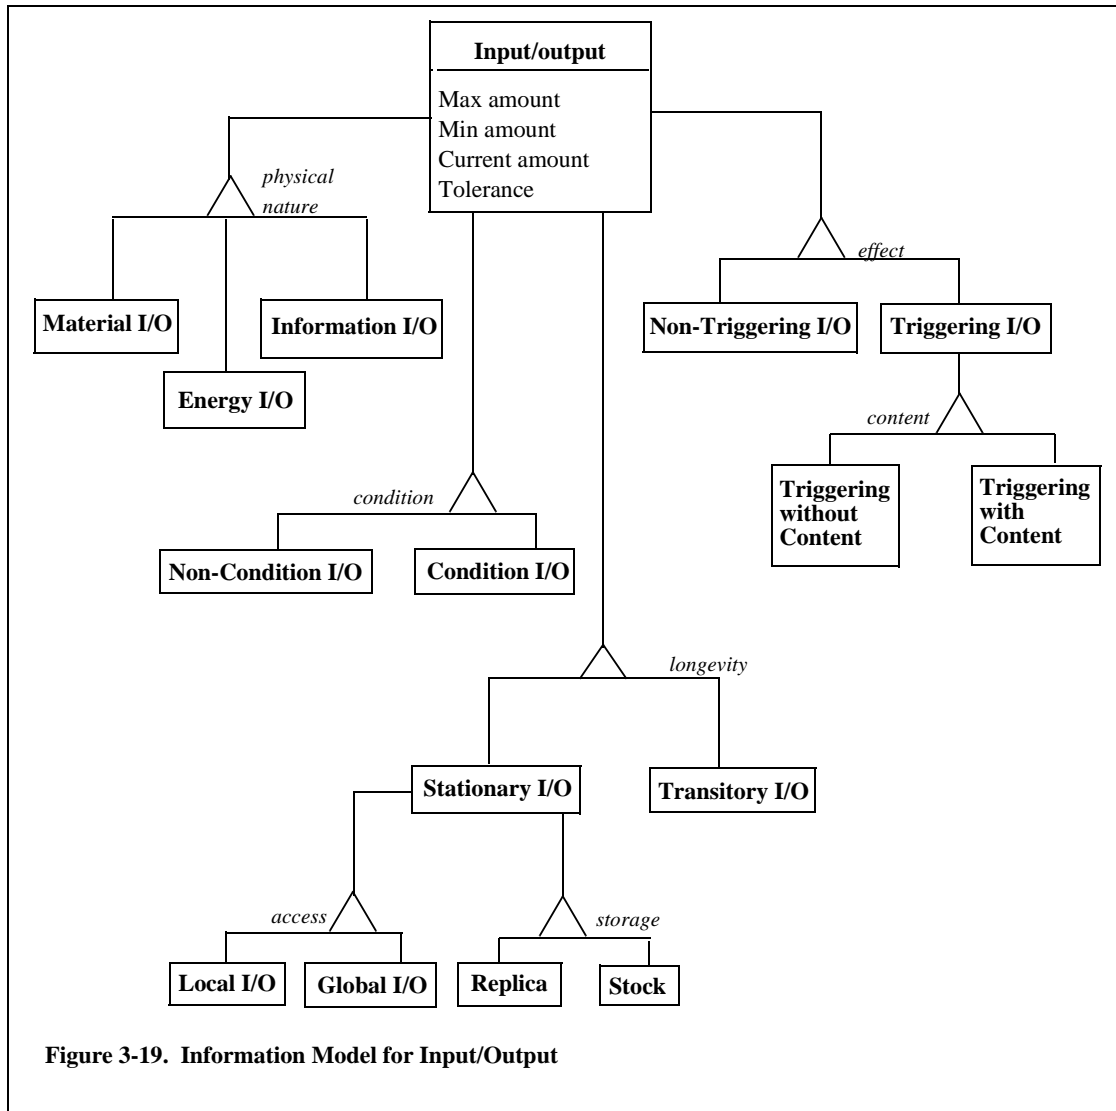 Input/output
Max amount
Min amount
Current amount
Tolerance
physical
nature
effect
Material I/O
Information I/O
Energy I/O
Non-Triggering I/O
Triggering I/O
content
Triggering
without
Content
Triggering
with
Content
condition
Non-Condition I/O
Condition I/O
longevity
Stationary I/O
Transitory I/O
access
storage
Local I/O
Global I/O
Replica
Stock
Figure 3-19. Information Model for Input/Output